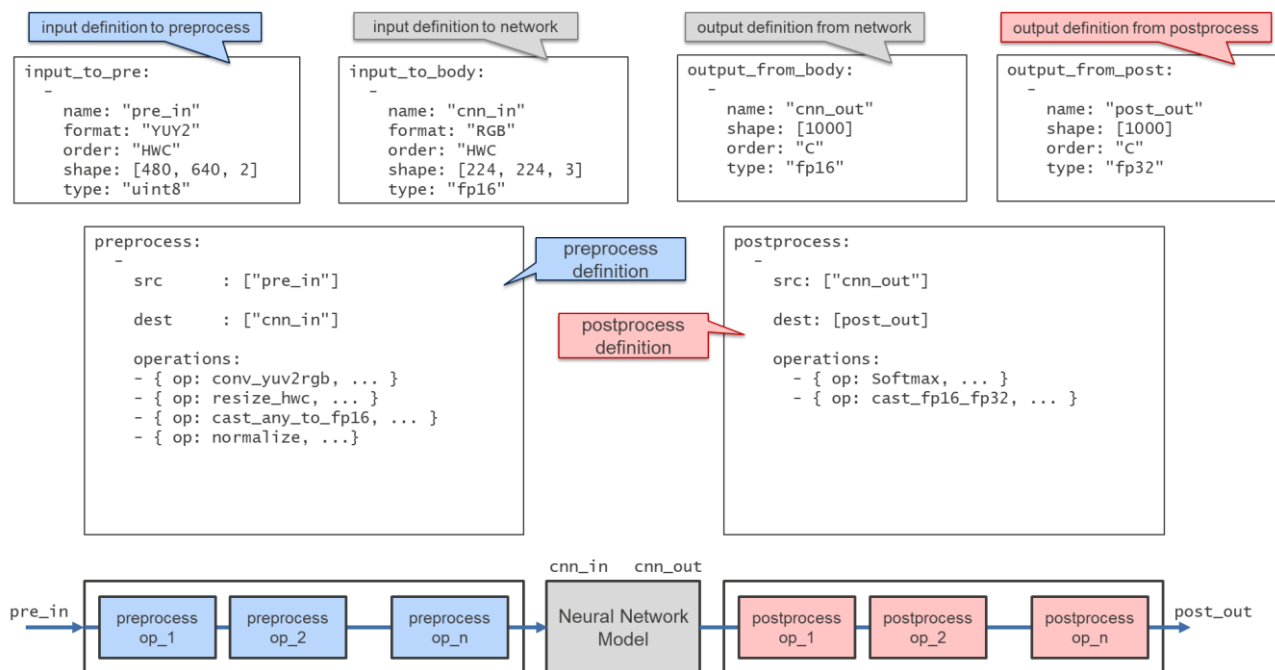 input definition to preprocess
input definition to network
output definition from network
output definition from postprocess
input_to_pre:
-
name: "pre_in"
format: "YUY2"
order: "HWC"
shape: [480, 640, 2]
type: "uint8"
input_to_body:
-
name: "cnn_in"
format: "RGB"
order: "HWC
shape: [224, 224, 3]
type: "fp16"
output_from_body:
-
name: "cnn_out"
shape: [1000]
order: "C"
type: "fp16"
output_from_post:
-
name: "post_out"
shape: [1000]
order: "C"
type: "fp32"
preprocess:
-
src : ["pre_in"]
dest : ["cnn_in"]
operations:
- { op: conv_yuv2rgb, ... }
- { op: resize_hwc, ... }
- { op: cast_any_to_fp16, ... }
- { op: normalize, ...}
preprocess
definition
postprocess
definition
postprocess:
-
src: ["cnn_out"]
dest: [post_out]
operations:
- { op: Softmax, ... }
- { op: cast_fp16_fp32, ... }
pre_in
preprocess
op_1
preprocess
op_2
preprocess
op_n
cnn_in cnn_out
Neural Network
Model
postprocess
op_1
postprocess
op_2
postprocess
op_n
post_out